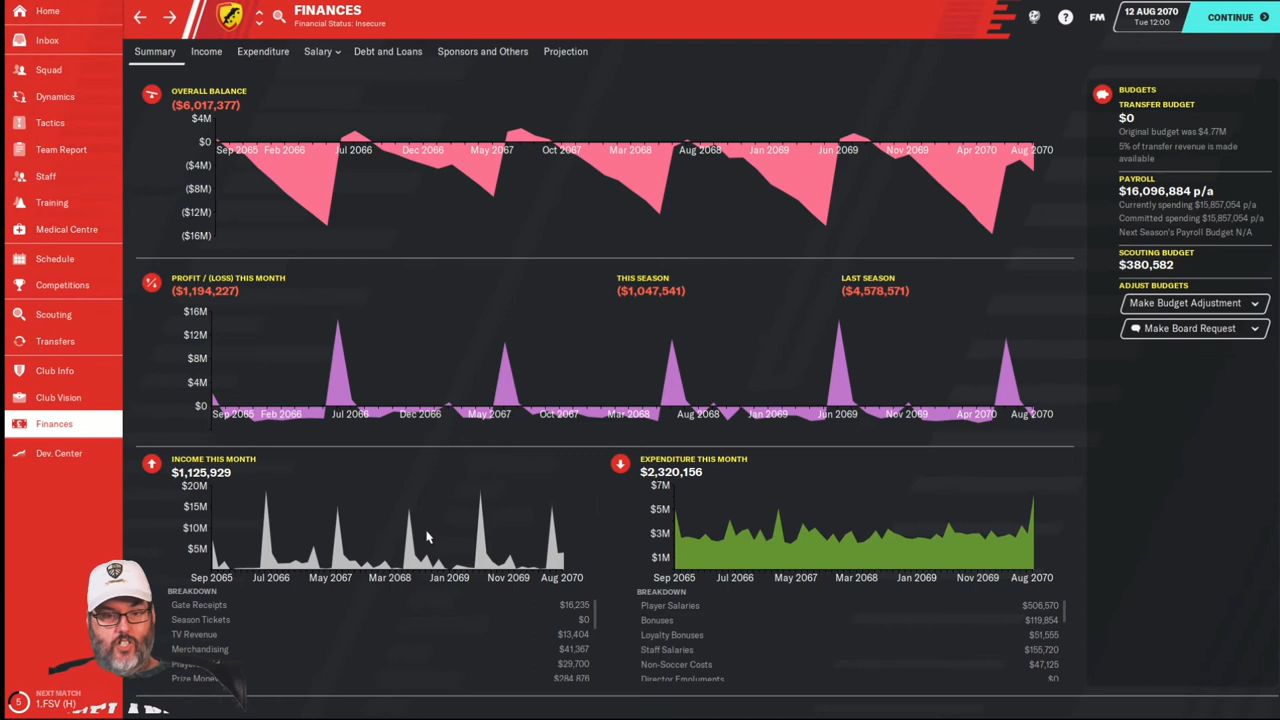 Home
Inbox
Squad
Dynamics
Tactics
Team Report
Staff
Training
Medical Centre
Schedule
Competitions
Scouting
Transfers
Club Info
Club Vision
Finances
Dev. Center
5
NEXT MATCH
1.FSV (H)
FINANCES
Financial Status: Insecure
?
FM
12 AUG 2070
Tue 12:00
CONTINUE
Summary Income Expenditure Salary Debt and Loans Sponsors and Others Projection
OVERALL BALANCE
($6,017,377)
$4M
$0
($4M)
($8M)
($12M)
($16M)
Sep 2065 Feb 2066 Jul 2066 Dec 2066 May 2067 Oct 2067 Mar 2068 Aug 2068 Jan 2069 Jun 2069 Nov 2069 Apr 2070 Aug 2070
PROFIT / (LOSS) THIS MONTH
($1,194,227)
THIS SEASON
($1,047,541)
LAST SEASON
($4,578,571)
$16M
$12M
$8M
$4M
$0
Sep 2065 Feb 2066 Jul 2066 Dec 2066 May 2067 Oct 2067 Mar 2068 Aug 2068 Jan 2069 Jun 2069 Nov 2069 Apr 2070 Aug 2070
INCOME THIS MONTH
$1,125,929
$20M
$15M
$10M
$5M
Sep 2065 Jul 2066 May 2067 Mar 2068 Jan 2069 Nov 2069 Aug 2070
BREAKDOWN
Gate Receipts $16,235
Season Tickets $0
TV Revenue $13,404
Merchandising $41,367
$29,700
Prize Money $284,876
EXPENDITURE THIS MONTH
$2,320,156
$7M
$5M
$3M
$1M
Sep 2065 Jul 2066 May 2067 Mar 2068 Jan 2069 Nov 2069 Aug 2070
BREAKDOWN
Player Salaries $506,570
Bonuses $119,854
Loyalty Bonuses $51,555
Staff Salaries $155,720
Non-Soccer Costs $47,125
Director Emoluments $0
BUDGETS
TRANSFER BUDGET
$0
Original budget was $4.77M
5% of transfer revenue is made
available
PAYROLL
$16,096,884 p/a
Currently spending $15,857,054 p/a
Committed spending $15,857,054 p/a
Next Season's Payroll Budget N/A
SCOUTING BUDGET
$380,582
ADJUST BUDGETS
Make Budget Adjustment
Make Board Request